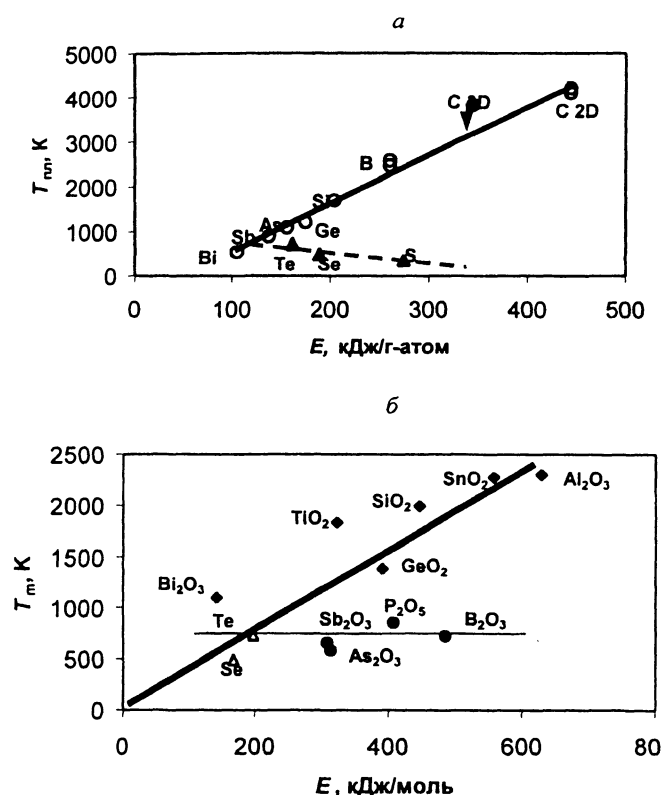 а
5000
4000
3000
2000
1000
0
Tпл, К
C 3D
C 2D
B
Si
As
Sb
Ge
Bi
Te
Se
S
0
100
200
300
400
500
E, кДж/г-атом
б
2500
2000
1500
1000
500
0
Tm, К
SnO2
Al2O3
SiO2
TiO2
GeO2
Bi2O3
P2O5
Te
Sb2O3
B2O3
As2O3
Se
0
200
400
600
80
E, кДж/моль